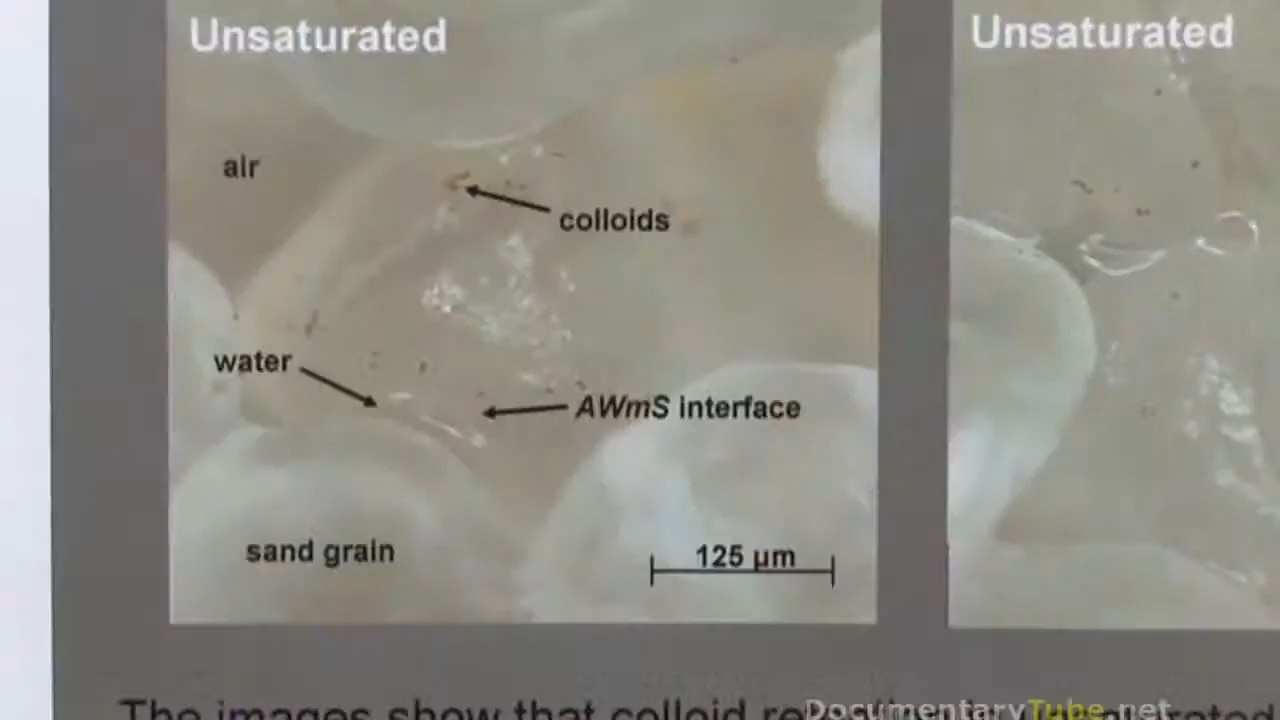 Unsaturated
air
colloids
water
AWmS interface
sand grain
125 µm
Unsaturated
The images show that colloid
DocumentaryTube.net